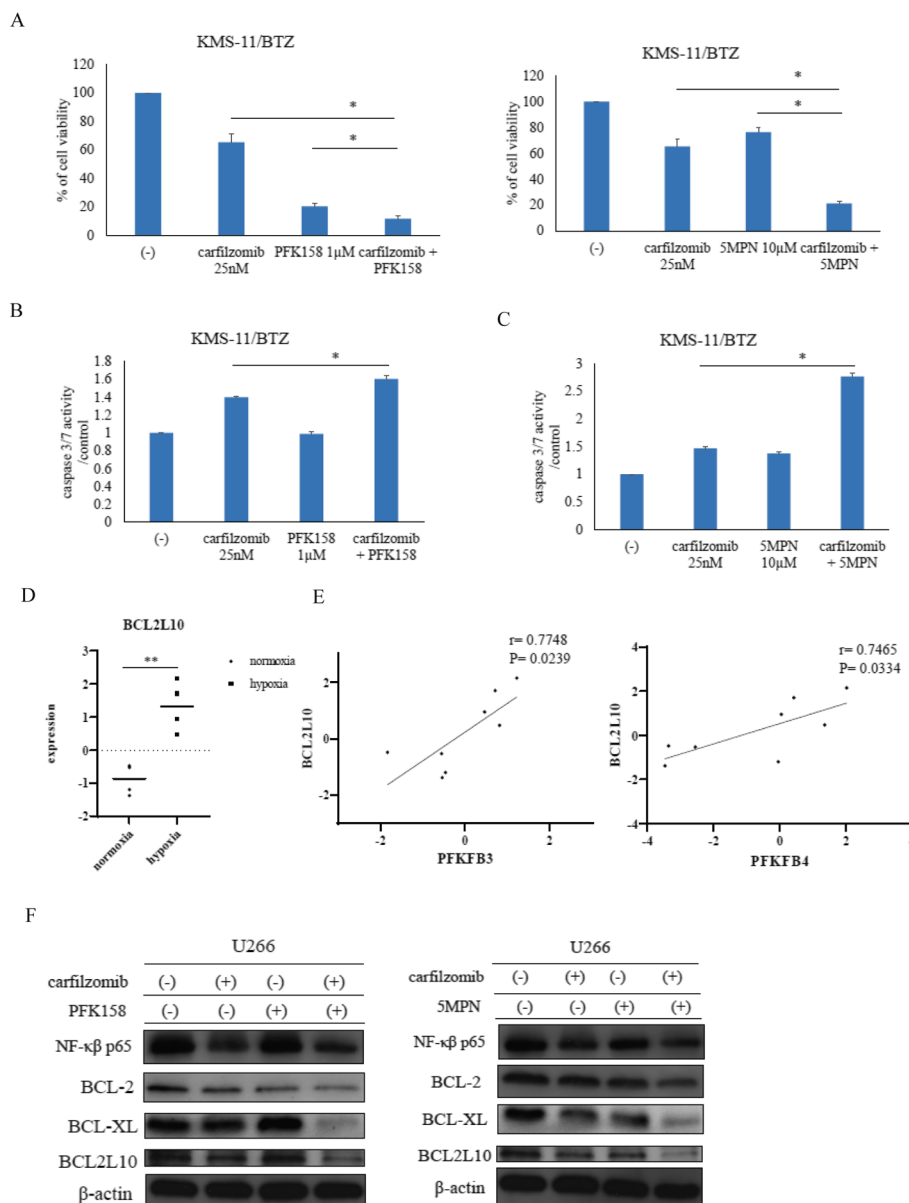 A
KMS-11/BTZ
% of cell viability
120
100
80
60
40
20
0
(-)
carfilzomib
25nM
PFK158 1μM
carfilzomib +
PFK158
*
*
KMS-11/BTZ
% of cell viability
120
100
80
60
40
20
0
(-)
carfilzomib
25nM
5MPN 10μM
carfilzomib +
5MPN
*
*
B
KMS-11/BTZ
caspase 3/7 activity
/control
1.8
1.6
1.4
1.2
1
0.8
0.6
0.4
0.2
0
(-)
carfilzomib
25nM
PFK158
1μM
carfilzomib
+ PFK158
*
C
KMS-11/BTZ
caspase 3/7 activity
/control
3
2.5
2
1.5
1
0.5
0
(-)
carfilzomib
25nM
5MPN
10μM
carfilzomib
+ 5MPN
*
D
BCL2L10
expression
3
2
1
0
-1
-2
**
normoxia
hypoxia
normoxia
hypoxia
E
r= 0.7748
P= 0.0239
BCL2L10
2
0
-2
-2
0
2
PFKFB3
r= 0.7465
P= 0.0334
BCL2L10
4
2
0
-2
-4
-4
-2
0
2
PFKFB4
F
U266
carfilzomib (-) (+) (-) (+)
PFK158 (-) (-) (+) (+)
NF-κβ p65
BCL-2
BCL-XL
BCL2L10
β-actin
U266
carfilzomib (-) (+) (-) (+)
5MPN (-) (-) (+) (+)
NF-κβ p65
BCL-2
BCL-XL
BCL2L10
β-actin